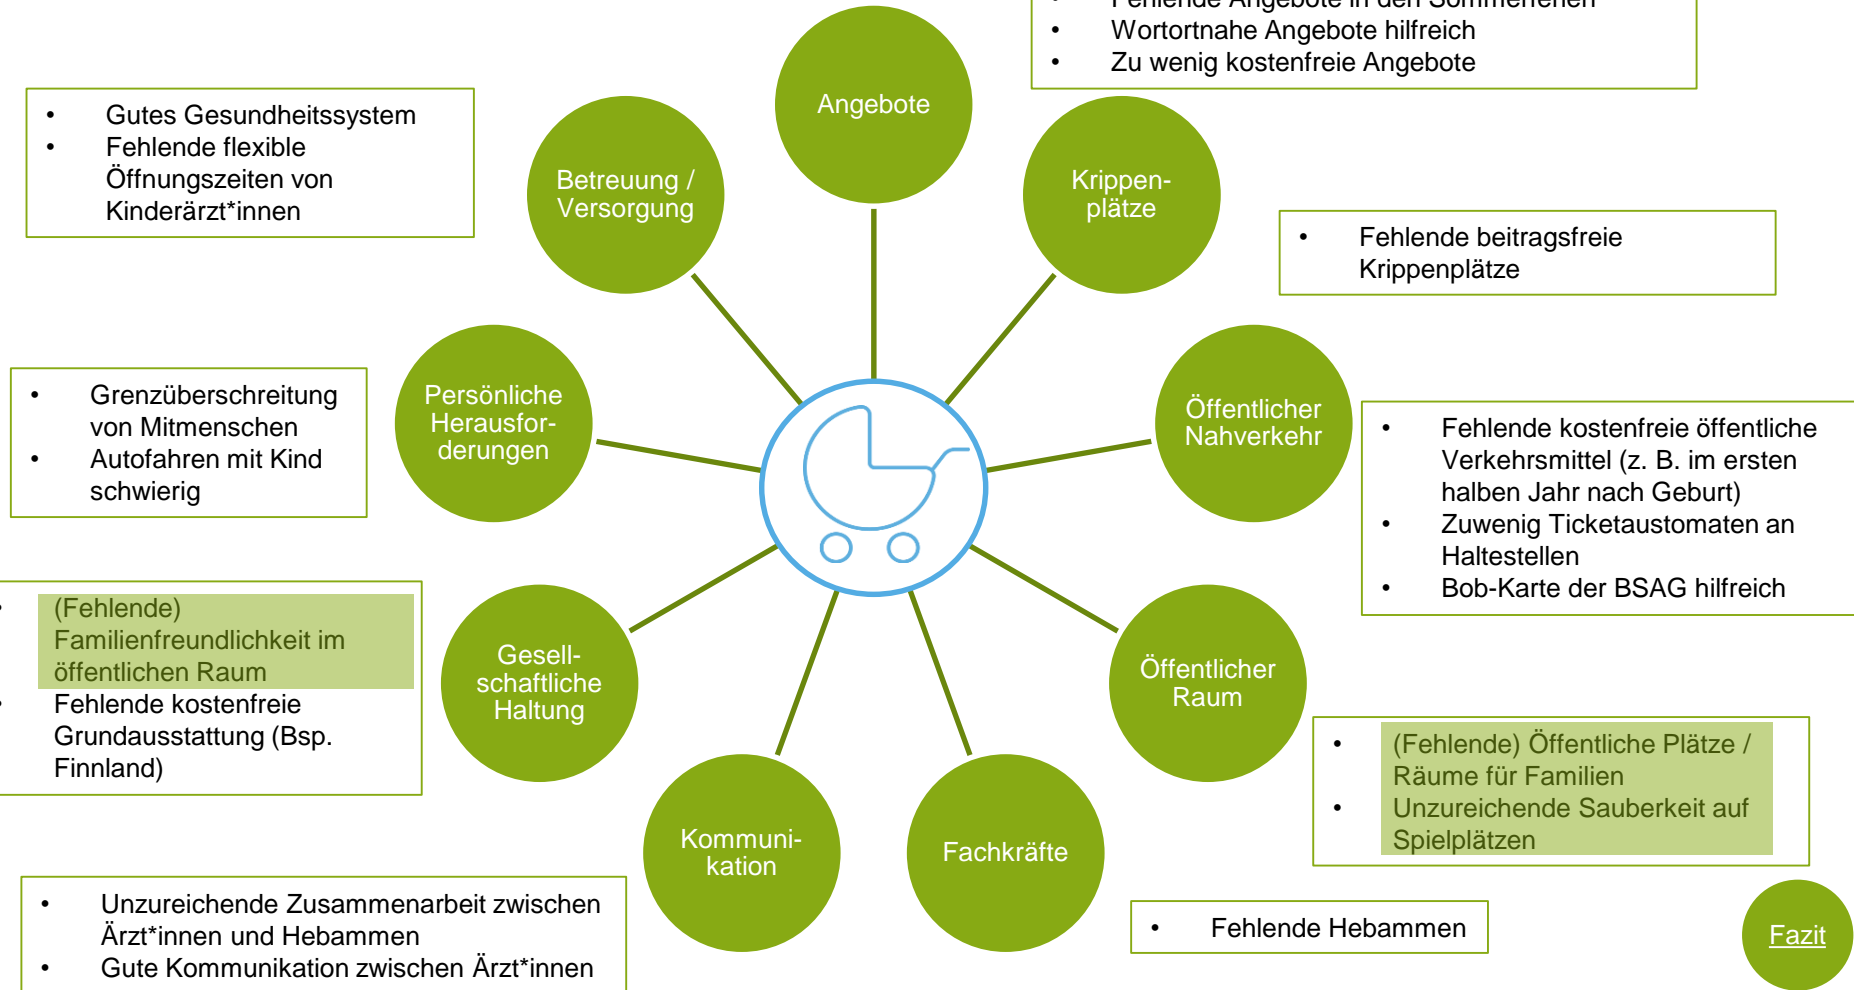 Fehlende Angebote in den Sommerferien
• Wortortnahe Angebote hilfreich
• Zu wenig kostenfreie Angebote
Angebote
• Gutes Gesundheitssystem
• Fehlende flexible
Öffnungszeiten von
Kinderärzt*innen
Betreuung /
Versorgung
Krippen-
plätze
• Fehlende beitragsfreie
Krippenplätze
• Grenzüberschreitung
von Mitmenschen
• Autofahren mit Kind
schwierig
Persönliche
Herausfor-
derungen
Öffentlicher
Nahverkehr
• Fehlende kostenfreie öffentliche
Verkehrsmittel (z. B. im ersten
halben Jahr nach Geburt)
• Zuwenig Ticketaustomaten an
Haltestellen
• Bob-Karte der BSAG hilfreich
• (Fehlende)
Familienfreundlichkeit im
öffentlichen Raum
• Fehlende kostenfreie
Grundausstattung (Bsp.
Finnland)
Gesell-
schaftliche
Haltung
Öffentlicher
Raum
• (Fehlende) Öffentliche Plätze /
Räume für Familien
• Unzureichende Sauberkeit auf
Spielplätzen
Kommuni-
kation
Fachkräfte
• Unzureichende Zusammenarbeit zwischen
Ärzt*innen und Hebammen
• Gute Kommunikation zwischen Ärzt*innen
• Fehlende Hebammen
Fazit